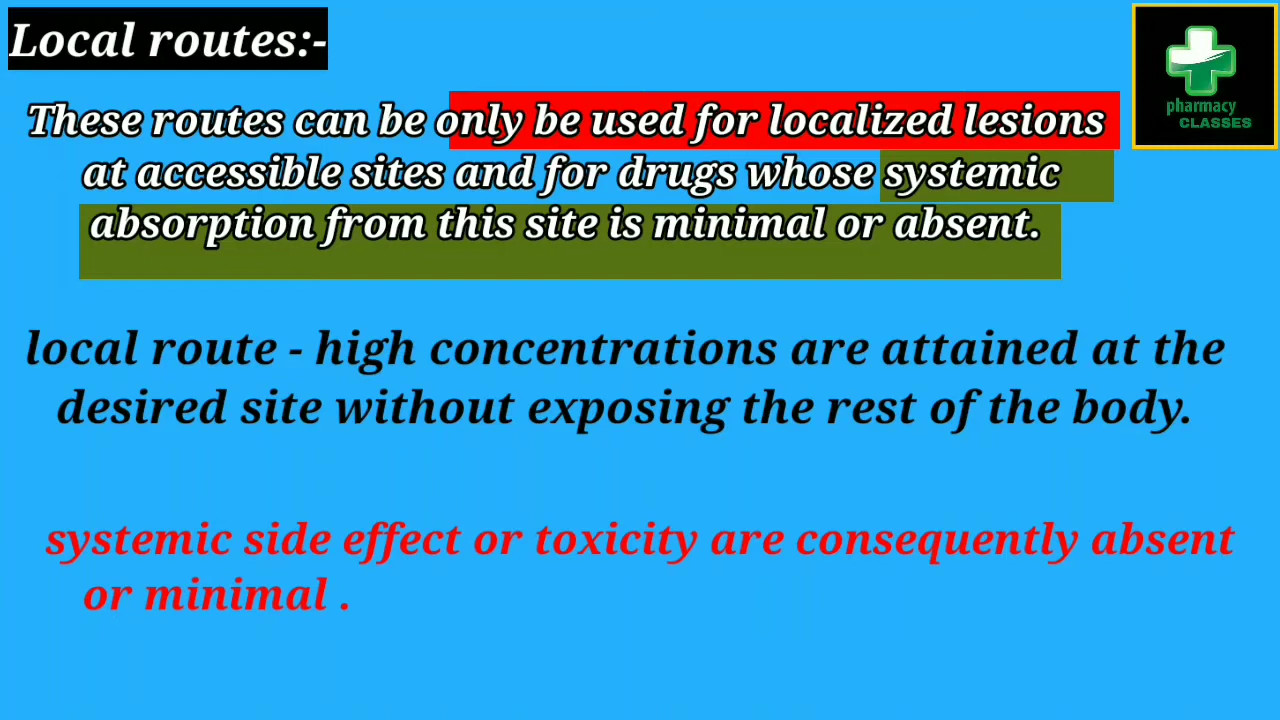 Local routes:-
pharmacy
CLASSES
These routes can be only be used for localized lesions
at accessible sites and for drugs whose systemic
absorption from this site is minimal or absent.
local route - high concentrations are attained at the
desired site without exposing the rest of the body.
systemic side effect or toxicity are consequently absent
or minimal .